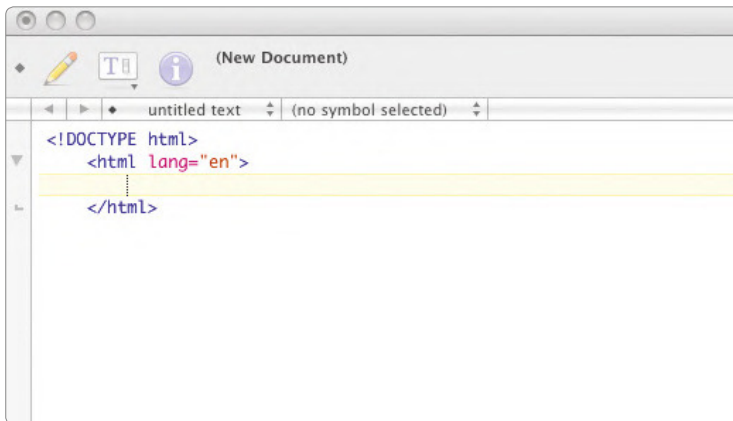 (New Document)
T
untitled text (no symbol selected)
<!DOCTYPE html>
<html lang="en">
</html>